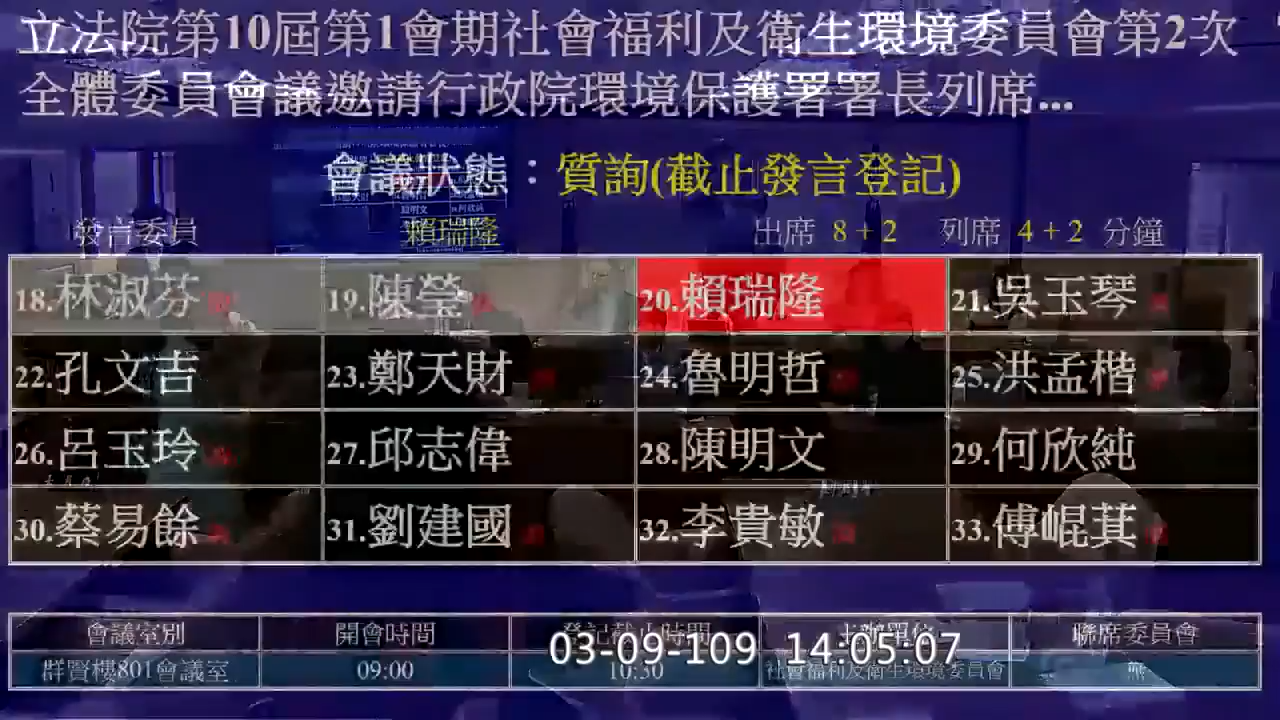 立法院第10屆第1會期社會福利及衛生環境委員會第2次
全體委員會議邀請行政院環境保護署署長列席...
會議狀態：質詢(截止發言登記)
發言委員 賴瑞隆 出席 8 + 2 列席 4 + 2 分鐘
18.林淑芬 19.陳瑩 20.賴瑞隆 21.吳玉琴
22.孔文吉 23.鄭天財 24.魯明哲 25.洪孟楷
26.呂玉玲 27.邱志偉 28.陳明文 29.何欣純
30.蔡易餘 31.劉建國 32.李貴敏 33.傅崐萁
會議室別 開會時間 登記截止時間 主辦單位 聯席委員會
03-09-109 14:05:07
群賢樓801會議室 09:00 10:30 社會福利及衛生環境委員會 無